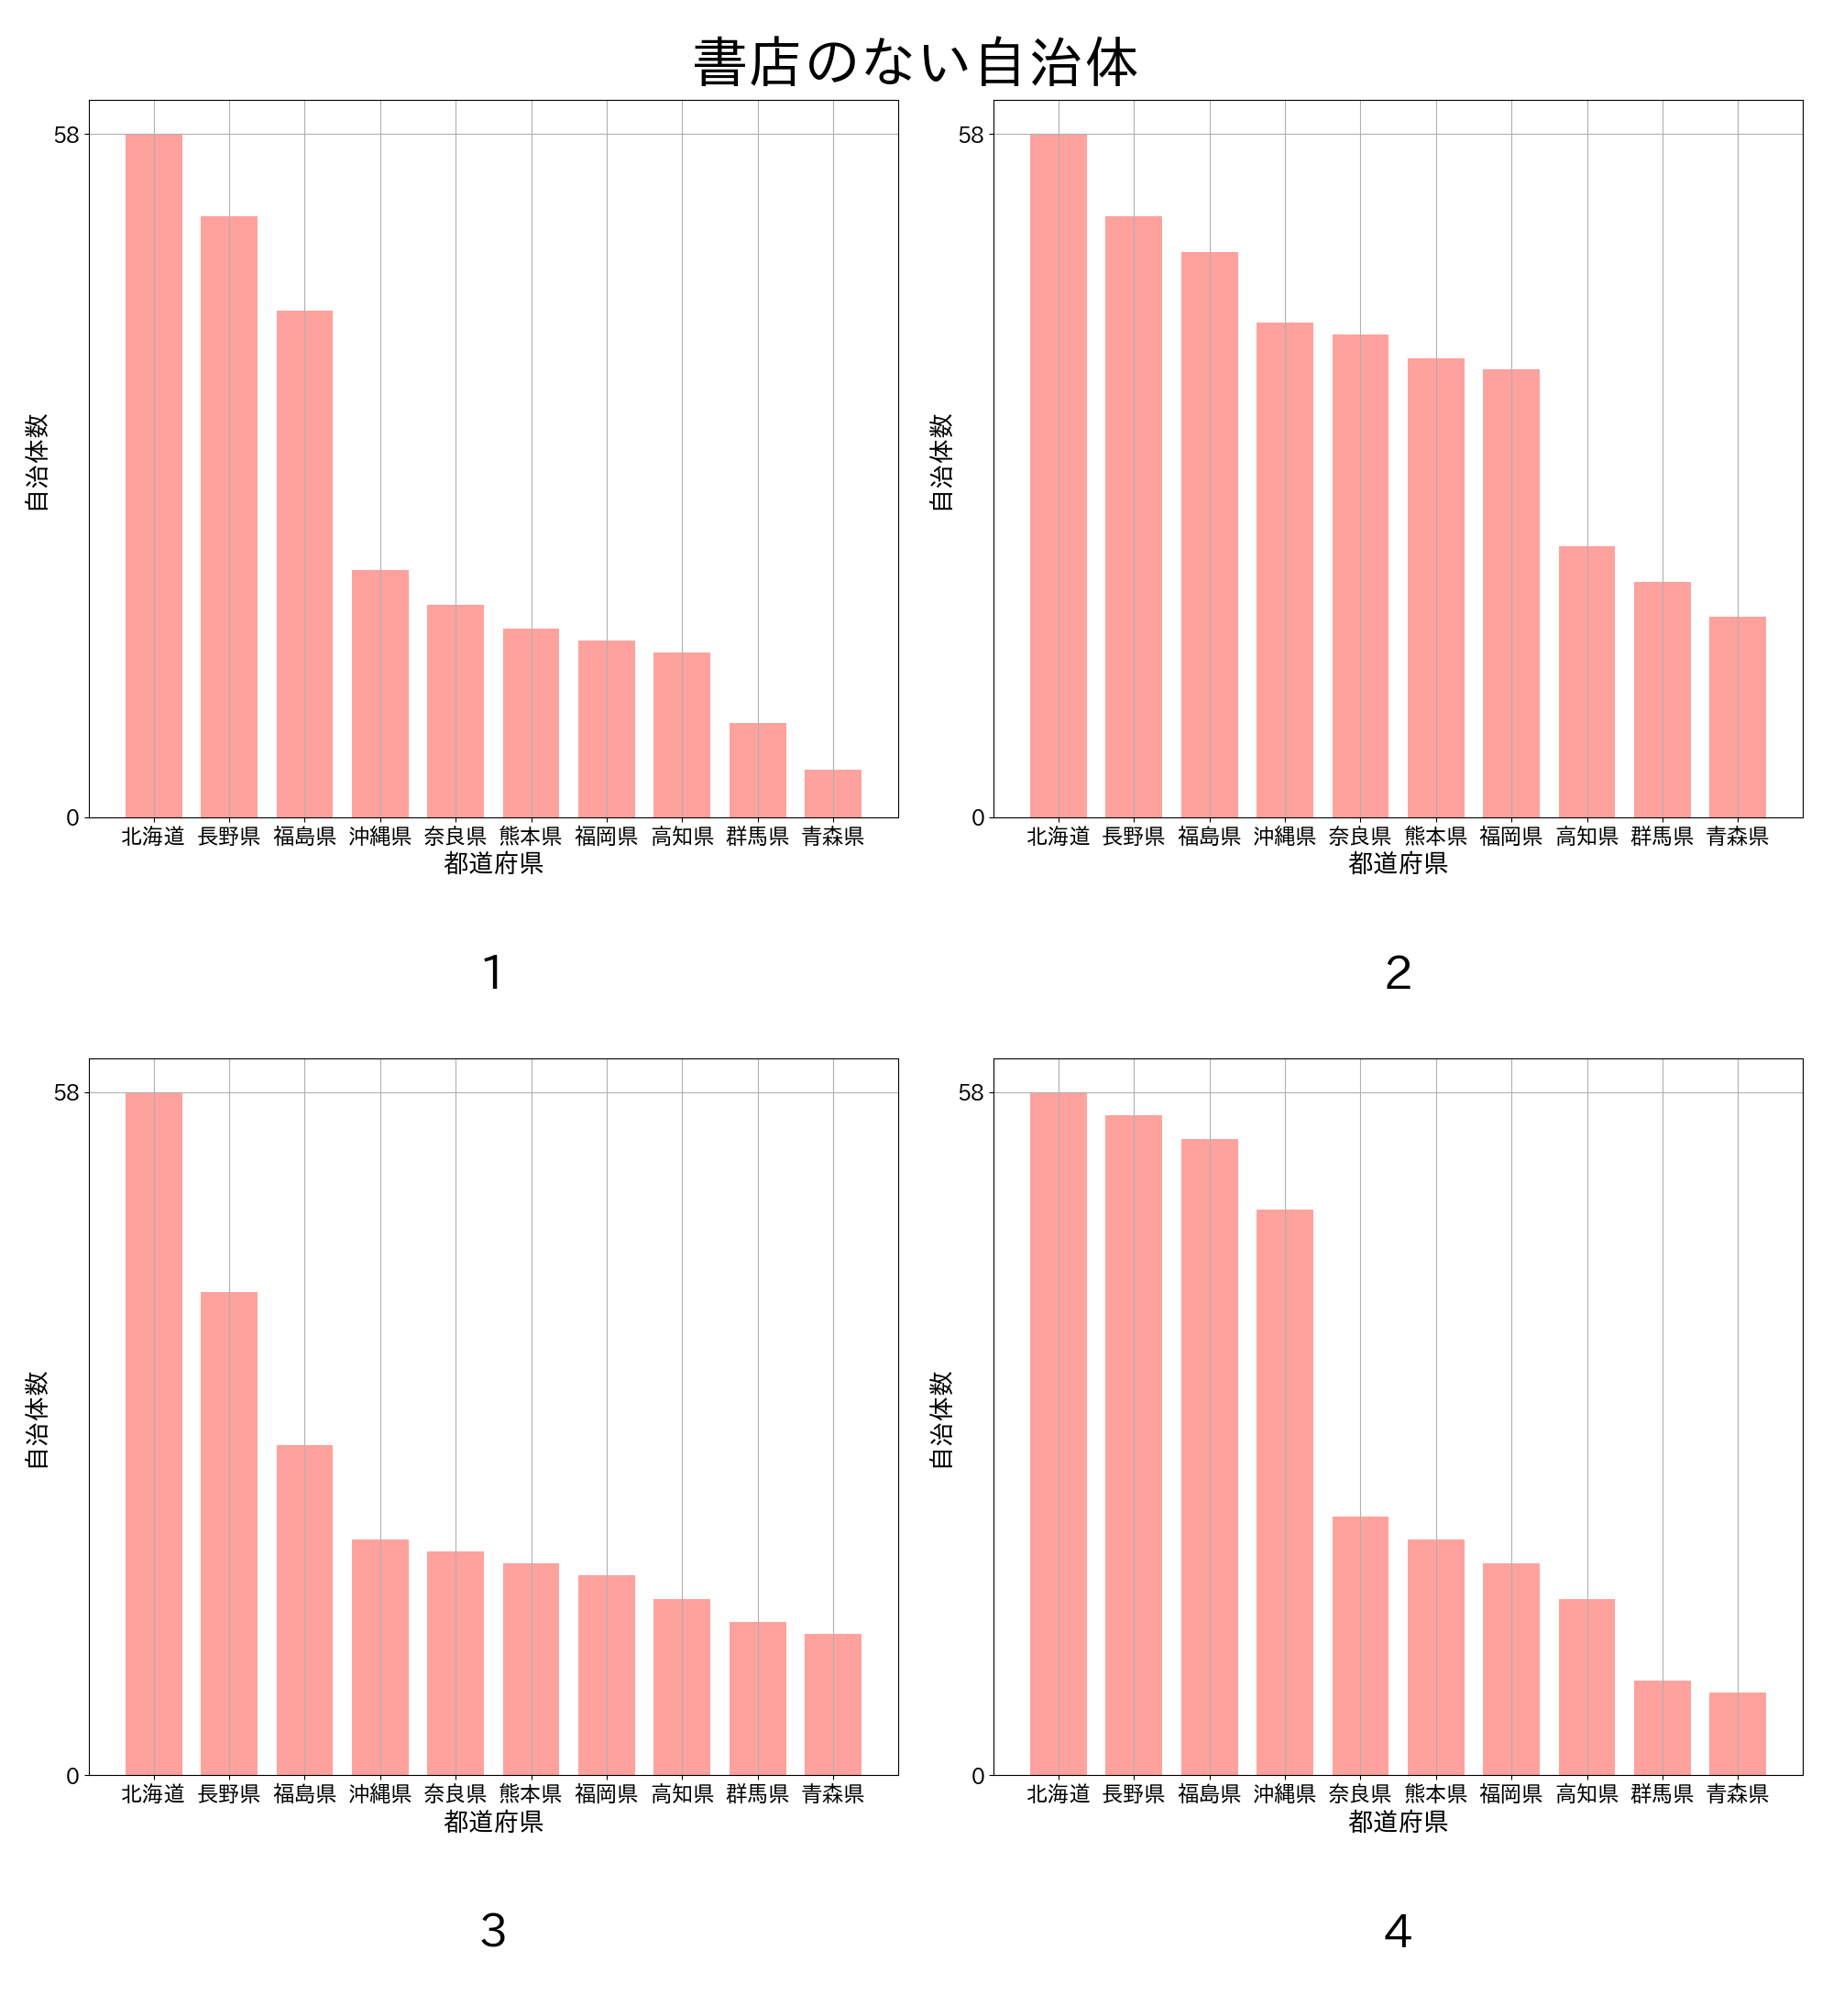 書店のない自治体
58
0
自治体数
北海道 長野県 福島県 沖縄県 奈良県 熊本県 福岡県 高知県 群馬県 青森県
都道府県
1
58
0
自治体数
北海道 長野県 福島県 沖縄県 奈良県 熊本県 福岡県 高知県 群馬県 青森県
都道府県
2
58
0
自治体数
北海道 長野県 福島県 沖縄県 奈良県 熊本県 福岡県 高知県 群馬県 青森県
都道府県
3
58
0
自治体数
北海道 長野県 福島県 沖縄県 奈良県 熊本県 福岡県 高知県 群馬県 青森県
都道府県
4